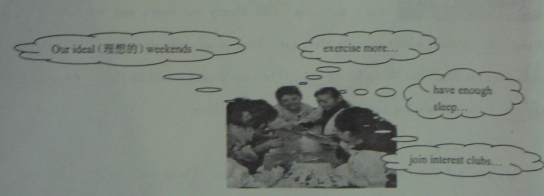 Our ideal (理想的) weekends
exercise more...
have enough
sleep...
join interest clubs...